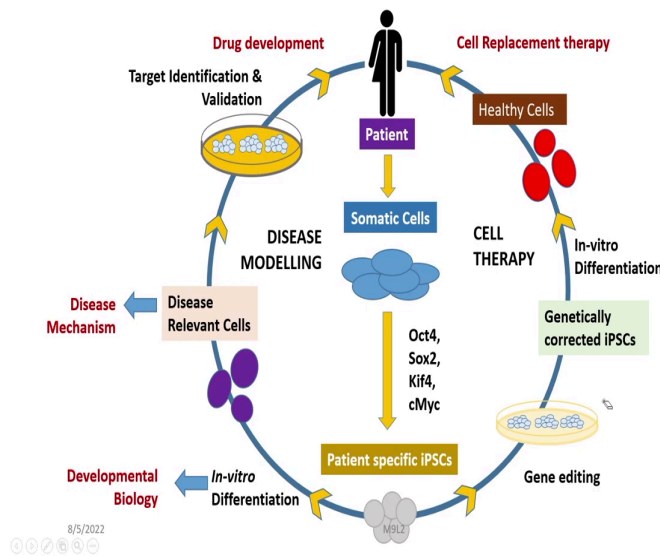 Drug development
Cell Replacement therapy
Target Identification &
Validation
Healthy Cells
Patient
Somatic Cells
DISEASE
MODELLING
CELL
THERAPY
In-vitro
Differentiation
Disease
Mechanism
Disease
Relevant Cells
Genetically
corrected iPSCs
Oct4,
Sox2,
Kif4,
cMyc
Patient specific iPSCs
Developmental
Biology
In-vitro
Differentiation
Gene editing
8/5/2022
M9L2